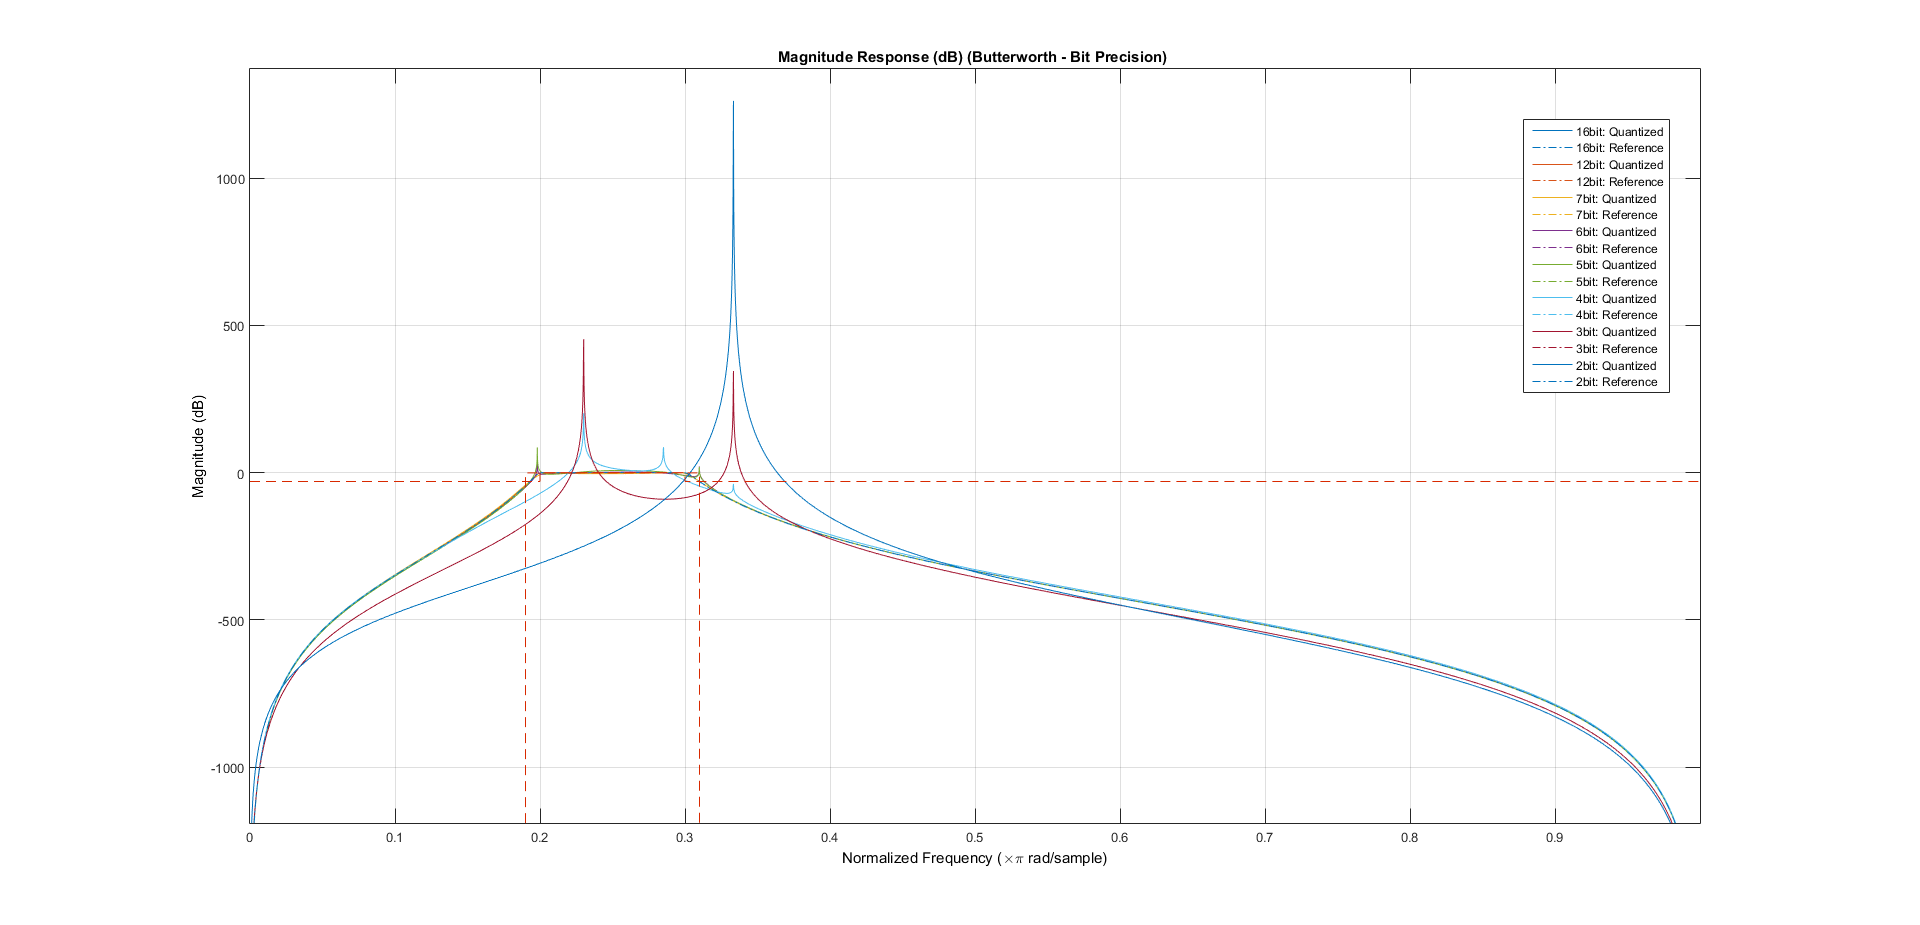 Magnitude Response (dB) (Butterworth - Bit Precision)
Magnitude (dB)
1000
500
0
-500
-1000
16bit: Quantized
16bit: Reference
12bit: Quantized
12bit: Reference
7bit: Quantized
7bit: Reference
6bit: Quantized
6bit: Reference
5bit: Quantized
5bit: Reference
4bit: Quantized
4bit: Reference
3bit: Quantized
3bit: Reference
2bit: Quantized
2bit: Reference
0 0.1 0.2 0.3 0.4 0.5 0.6 0.7 0.8 0.9
Normalized Frequency (×π rad/sample)